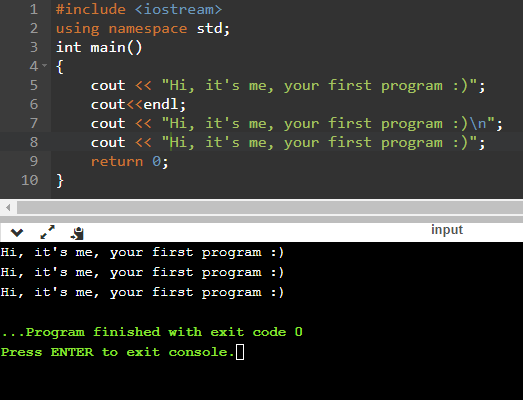 1 #include <iostream>
2 using namespace std;
3 int main()
4 {
5     cout << "Hi, it's me, your first program :)";
6     cout<<endl;
7     cout << "Hi, it's me, your first program :)\n";
8     cout << "Hi, it's me, your first program :)";
9     return 0;
10 }
input
Hi, it's me, your first program :)
Hi, it's me, your first program :)
Hi, it's me, your first program :)
...Program finished with exit code 0
Press ENTER to exit console.